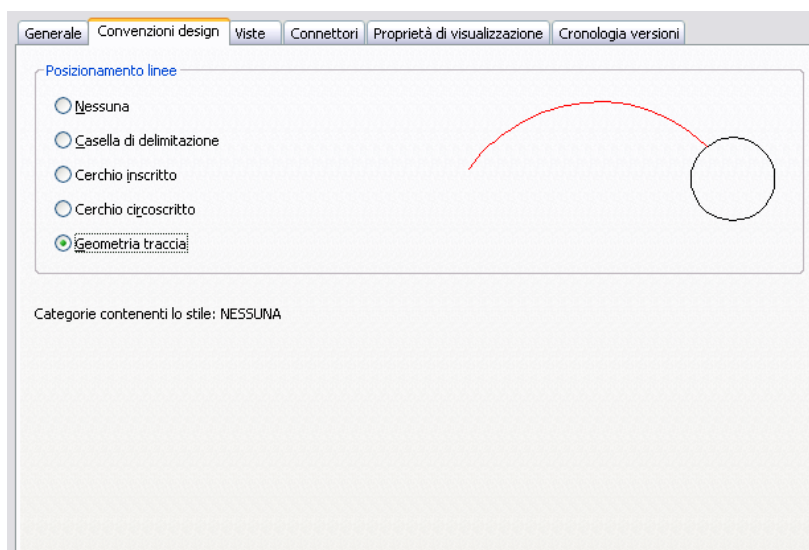 Generale Convenzioni design Viste Connettori Proprietà di visualizzazione Cronologia versioni
Posizionamento linee
Nessuna
Casella di delimitazione
Cerchio inscritto
Cerchio circoscritto
Geometria traccia
Categorie contenenti lo stile: NESSUNA